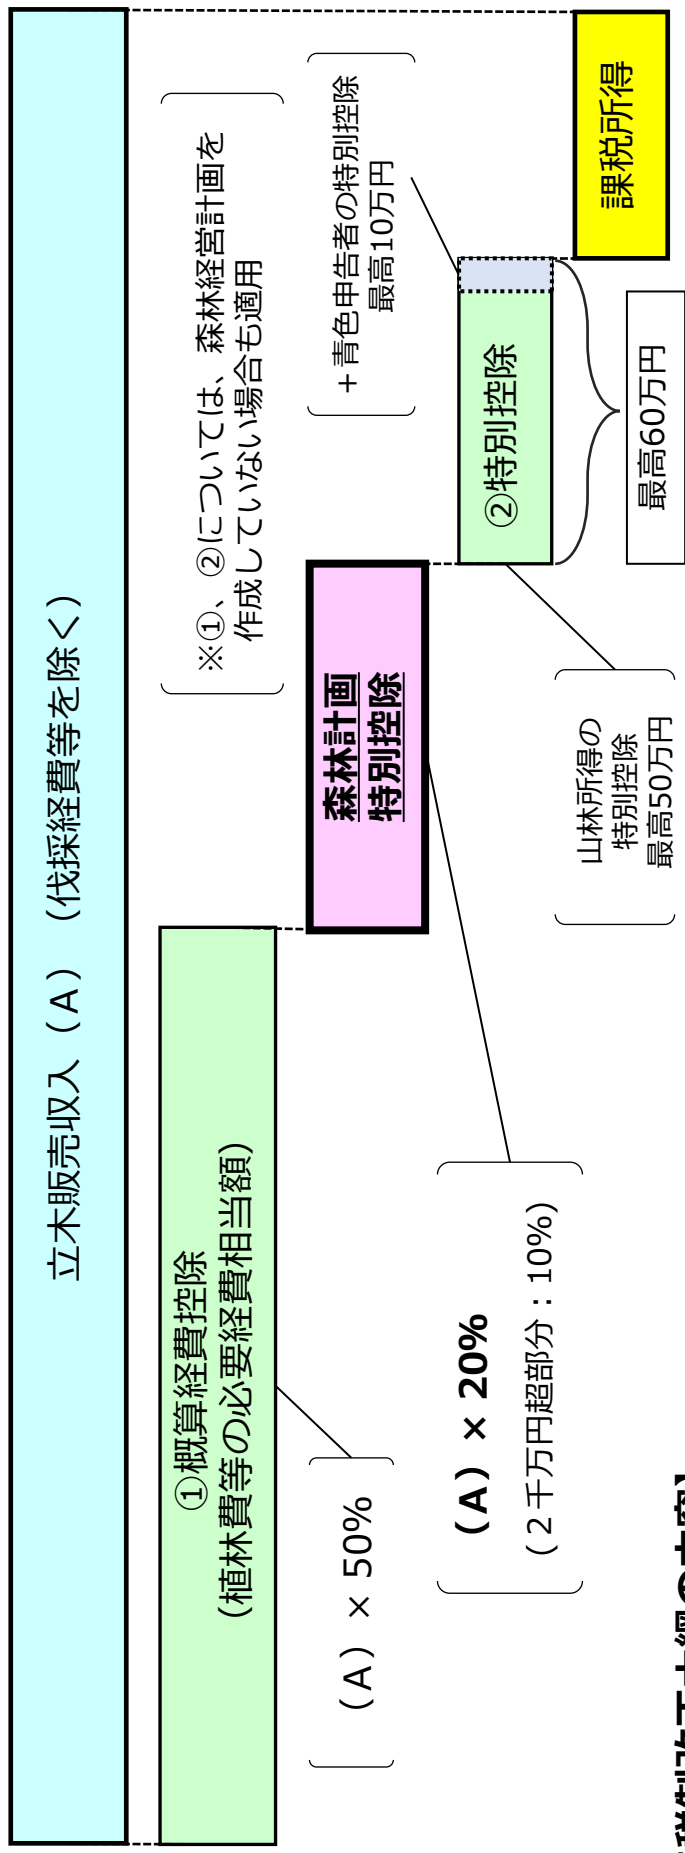 立木販売収入（A）（伐採経費等を除く）
①概算経費控除
（植林費等の必要経費相当額）
※①、②については、森林経営計画を
作成していない場合も適用
（A）× 50%
森林計画
特別控除
＋青色申告者の特別控除
最高10万円
（A）× 20%
（２千万円超部分：10%）
②特別控除
山林所得の
特別控除
最高50万円
課税所得
最高60万円